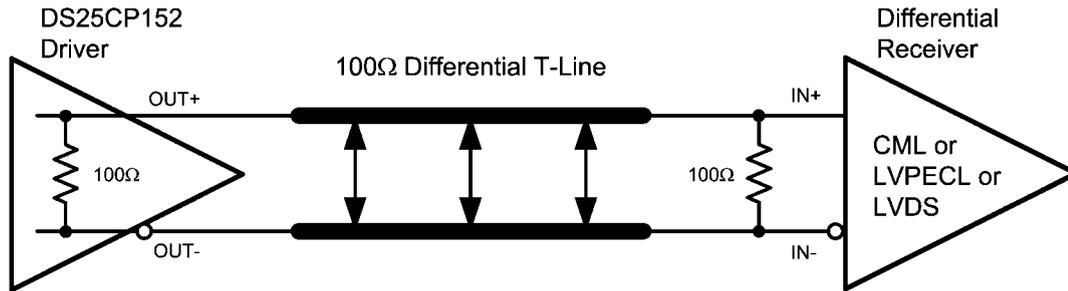 DS25CP152
Driver
Differential
Receiver
100Ω Differential T-Line
OUT+
IN+
100Ω
100Ω
CML or
LVPECL or
LVDS
OUT-
IN-